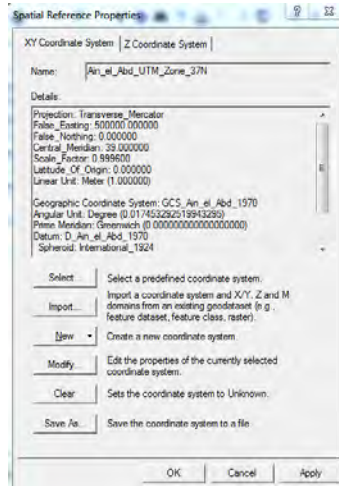 Spatial Reference Properties
XY Coordinate System Z Coordinate System
Name: Ain_el_Abd_UTM_Zone_37N
Details:
Projection: Transverse_Mercator
False_Easting: 500000.000000
False_Northing: 0.000000
Central_Meridian: 39.000000
Scale_Factor: 0.999600
Latitude_Of_Origin: 0.000000
Linear Unit: Meter (1.000000)
Geographic Coordinate System: GCS_Ain_el_Abd_1970
Angular Unit: Degree (0.017453292519943295)
Prime Meridian: Greenwich (0.000000000000000000)
Datum: D_Ain_el_Abd_1970
Spheroid: International_1924
Select... Select a predefined coordinate system.
Import... Import a coordinate system and X/Y, Z and M
domains from an existing geodataset (e.g.,
feature dataset, feature class, raster).
New Create a new coordinate system.
Modify... Edit the properties of the currently selected
coordinate system.
Clear Sets the coordinate system to Unknown.
Save As... Save the coordinate system to a file.
OK Cancel Apply